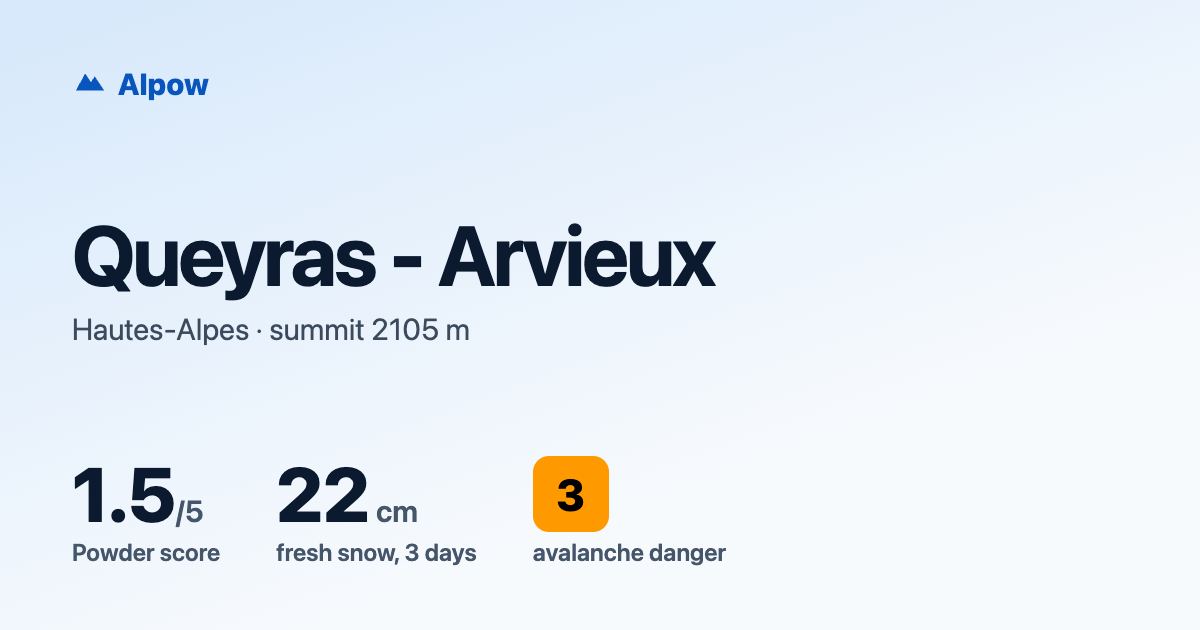 Alpow
Queyras - Arvieux
Hautes-Alpes · summit 2105 m
1.5/5 22 cm 3
Powder score fresh snow, 3 days avalanche danger